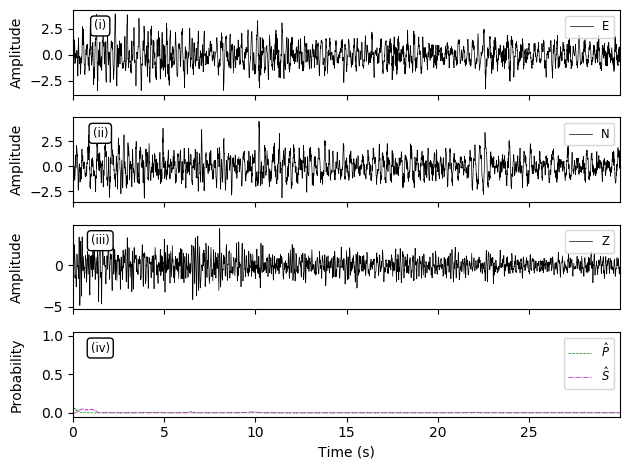 (i)
E
Amplitude
2.5
0.0
−2.5
(ii)
N
Amplitude
2.5
0.0
−2.5
(iii)
Z
Amplitude
0
−5
(iv)
P̂
Ŝ
Probability
1.0
0.5
0.0
0 5 10 15 20 25
Time (s)